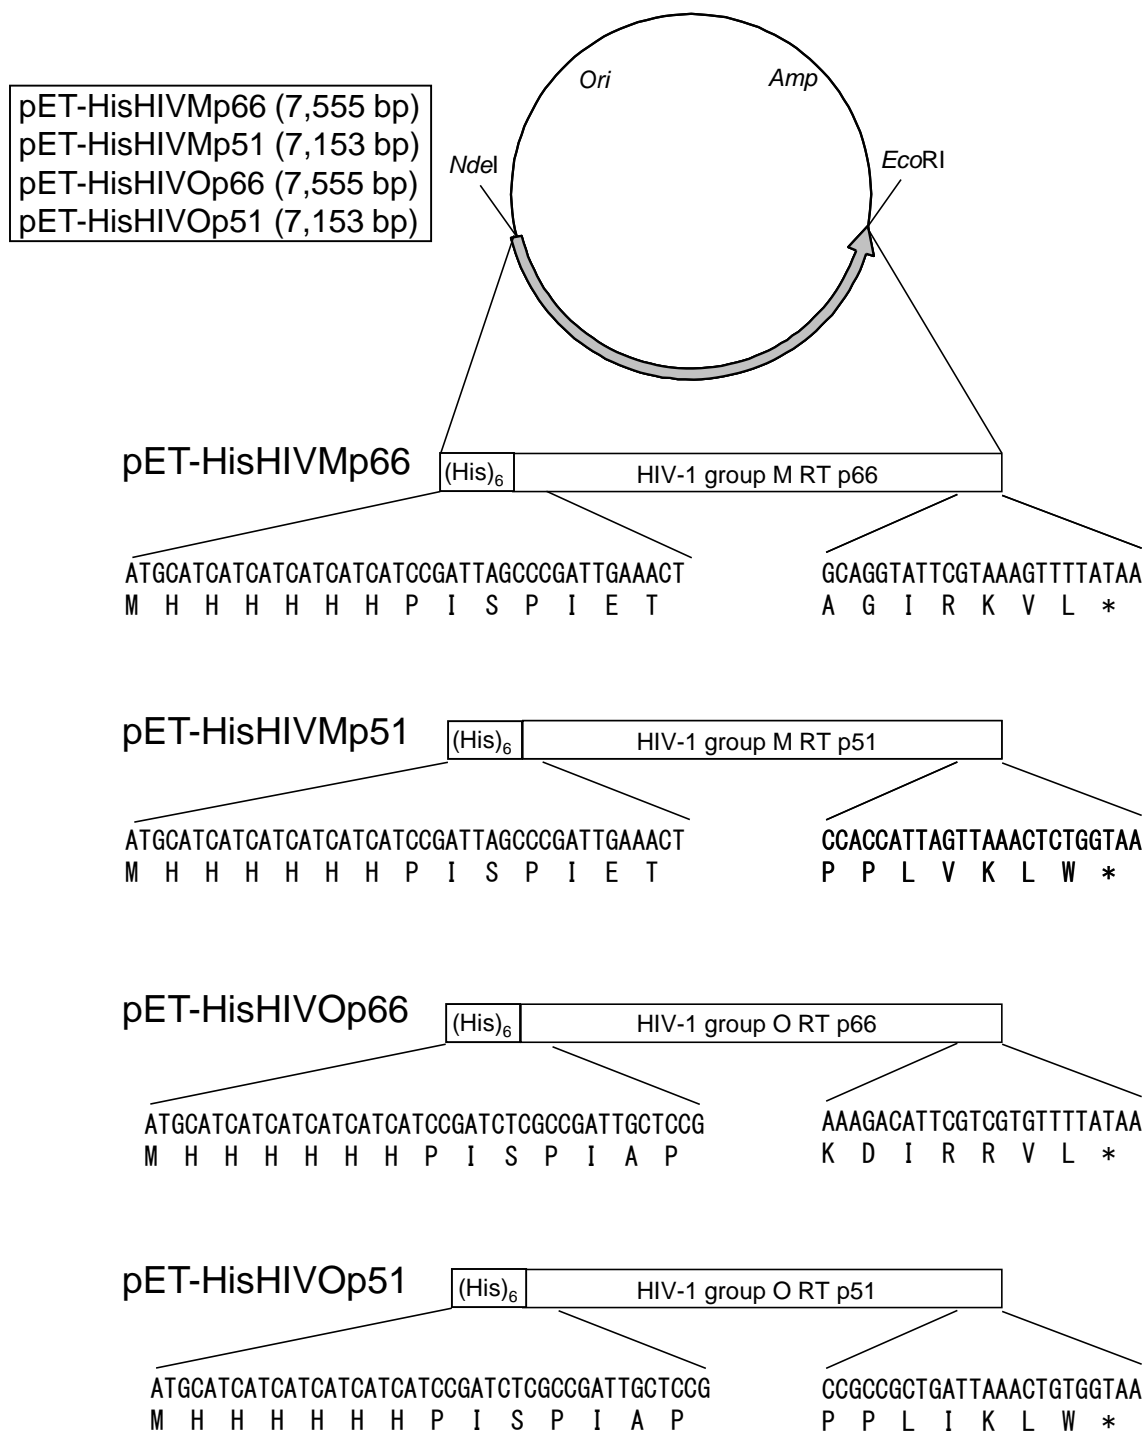 pET-HisHIVMp66 (7,555 bp)
pET-HisHIVMp51 (7,153 bp)
pET-HisHIVOp66 (7,555 bp)
pET-HisHIVOp51 (7,153 bp)
Ori
Amp
NdeI
EcoRI
pET-HisHIVMp66
(His)6
HIV-1 group M RT p66
ATGCATCATCATCATCATCATCCGATTAGCCCGATTGAAACT
GCAGGTATTCGTAAAGTTTTATAA
M H H H H H H P I S P I E T
A G I R K V L *
pET-HisHIVMp51
(His)6
HIV-1 group M RT p51
ATGCATCATCATCATCATCATCCGATTAGCCCGATTGAAACT
CCACCATTAGTTAAACTCTGGTAA
M H H H H H H P I S P I E T
P P L V K L W *
pET-HisHIVOp66
(His)6
HIV-1 group O RT p66
ATGCATCATCATCATCATCATCCGATCTCGCCGATTGCTCCG
AAAGACATTCGTCGTGTTTTATAA
M H H H H H H P I S P I A P
K D I R R V L *
pET-HisHIVOp51
(His)6
HIV-1 group O RT p51
ATGCATCATCATCATCATCATCCGATCTCGCCGATTGCTCCG
CCGCCGCTGATTAAACTGTGGTAA
M H H H H H H P I S P I A P
P P L I K L W *